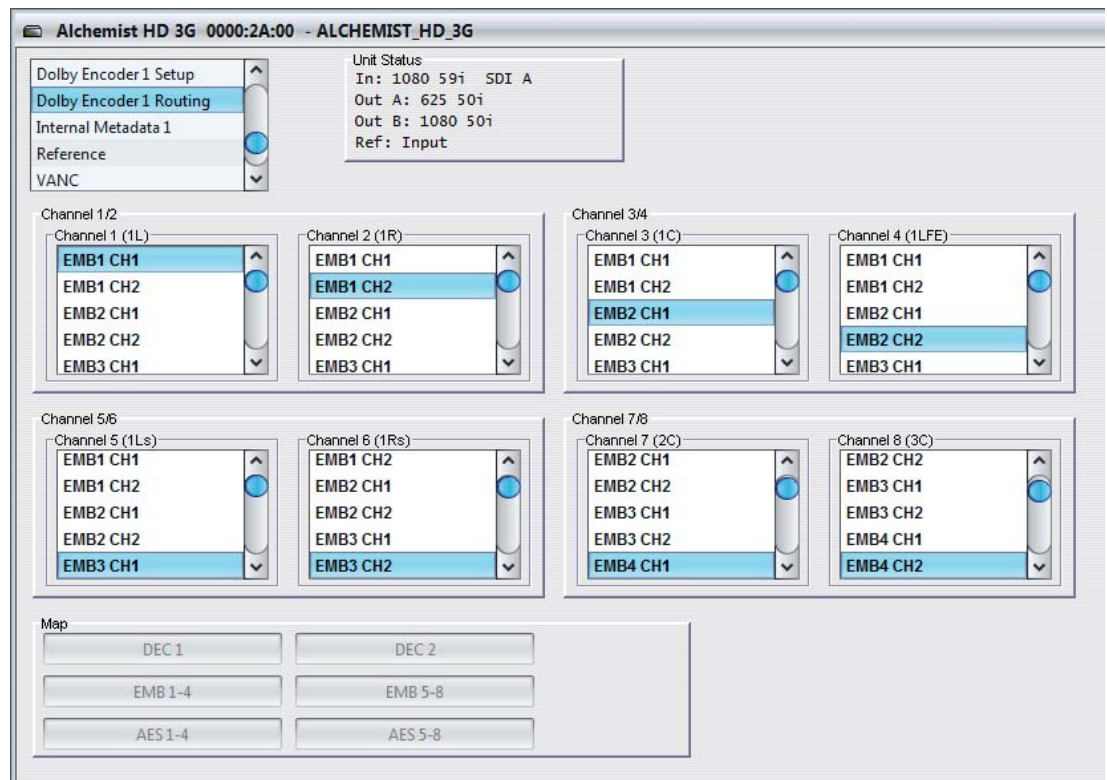 Alchemist HD 3G 0000:2A:00 - ALCHEMIST_HD_3G
Dolby Encoder 1 Setup
Dolby Encoder 1 Routing
Internal Metadata 1
Reference
VANC
Unit Status
In: 1080 59i SDI A
Out A: 625 50i
Out B: 1080 50i
Ref: Input
Channel 1/2
Channel 1 (1L)
EMB1 CH1
EMB1 CH2
EMB2 CH1
EMB2 CH2
EMB3 CH1
Channel 2 (1R)
EMB1 CH1
EMB1 CH2
EMB2 CH1
EMB2 CH2
EMB3 CH1
Channel 3/4
Channel 3 (1C)
EMB1 CH1
EMB1 CH2
EMB2 CH1
EMB2 CH2
EMB3 CH1
Channel 4 (1LFE)
EMB1 CH1
EMB1 CH2
EMB2 CH1
EMB2 CH2
EMB3 CH1
Channel 5/6
Channel 5 (1Ls)
EMB1 CH1
EMB1 CH2
EMB2 CH1
EMB2 CH2
EMB3 CH1
Channel 6 (1Rs)
EMB1 CH2
EMB2 CH1
EMB2 CH2
EMB3 CH1
EMB3 CH2
Channel 7/8
Channel 7 (2C)
EMB2 CH1
EMB2 CH2
EMB3 CH1
EMB3 CH2
EMB4 CH1
Channel 8 (3C)
EMB2 CH2
EMB3 CH1
EMB3 CH2
EMB4 CH1
EMB4 CH2
Map
DEC 1
DEC 2
EMB 1-4
EMB 5-8
AES 1-4
AES 5-8